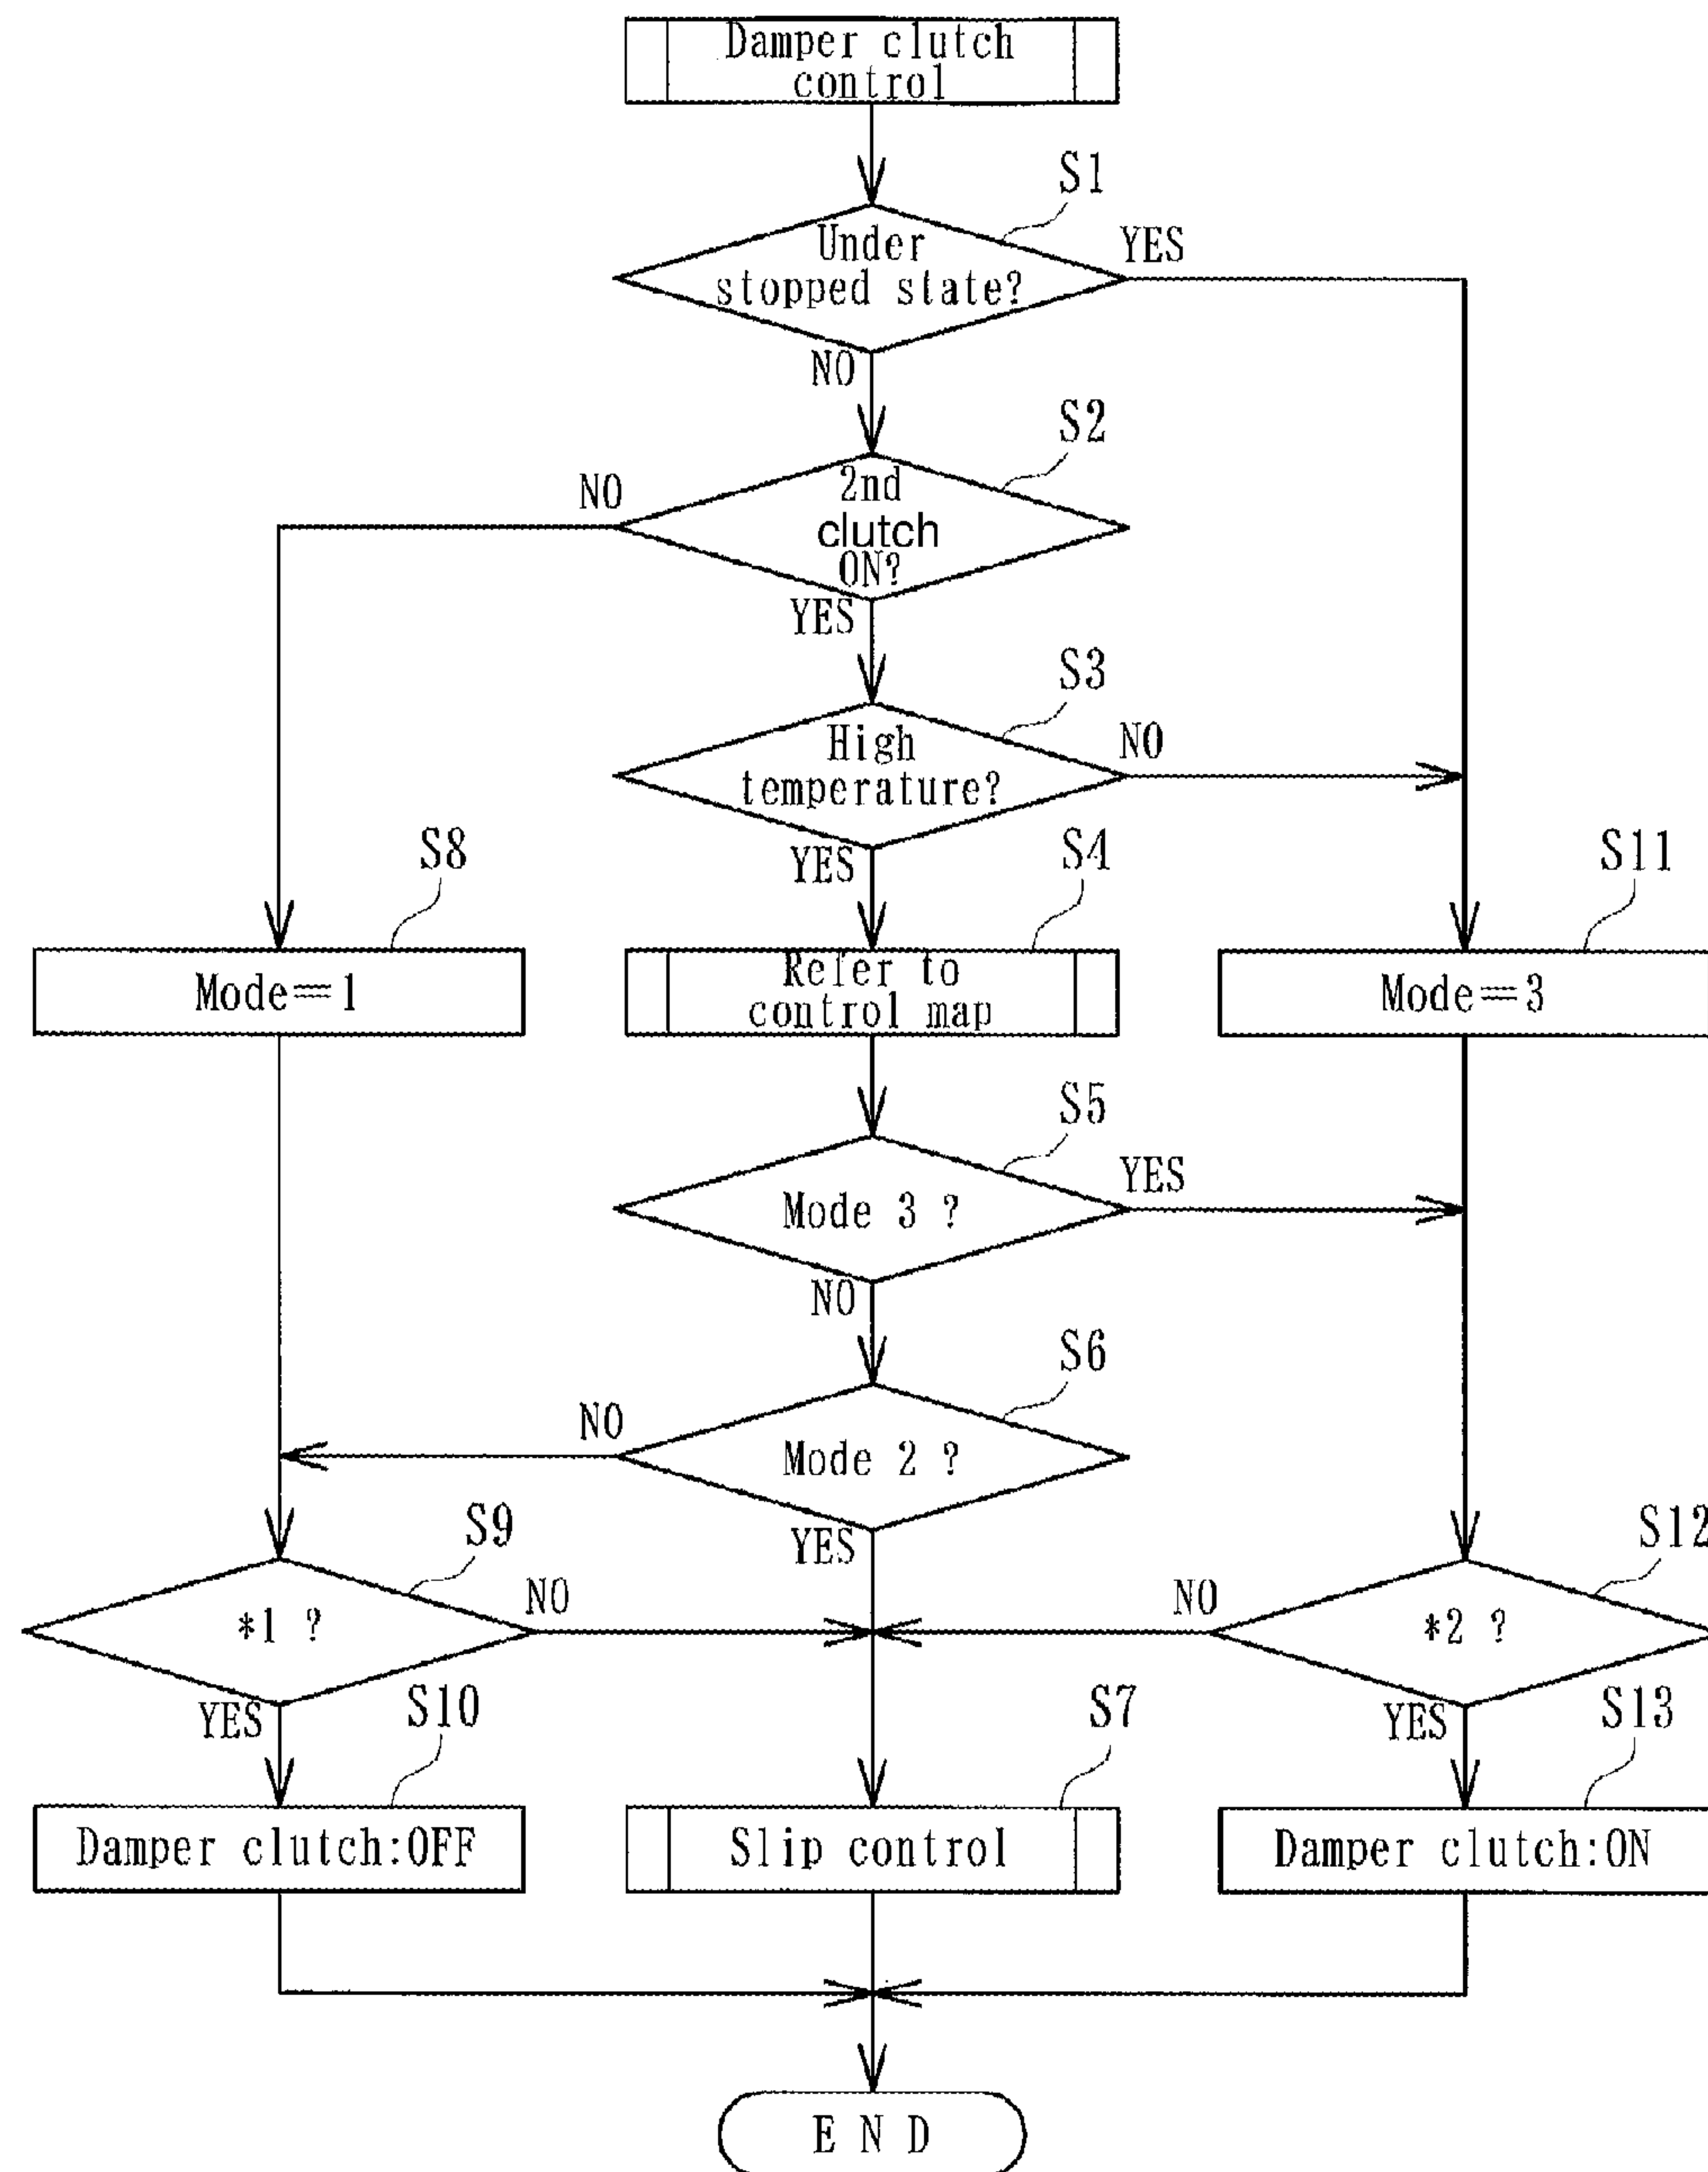 Damper clutch
control
S1
Under
stopped state?
YES
NO
S2
2nd
clutch
ON?
NO
YES
S3
High
temperature?
NO
YES
S8
S4
S11
Mode=1
Refer to
control map
Mode=3
S5
Mode 3 ?
YES
NO
S6
Mode 2 ?
NO
YES
S9
*1 ?
NO
YES
S12
*2 ?
NO
YES
S10
S7
S13
Damper clutch:OFF
Slip control
Damper clutch:ON
E N D